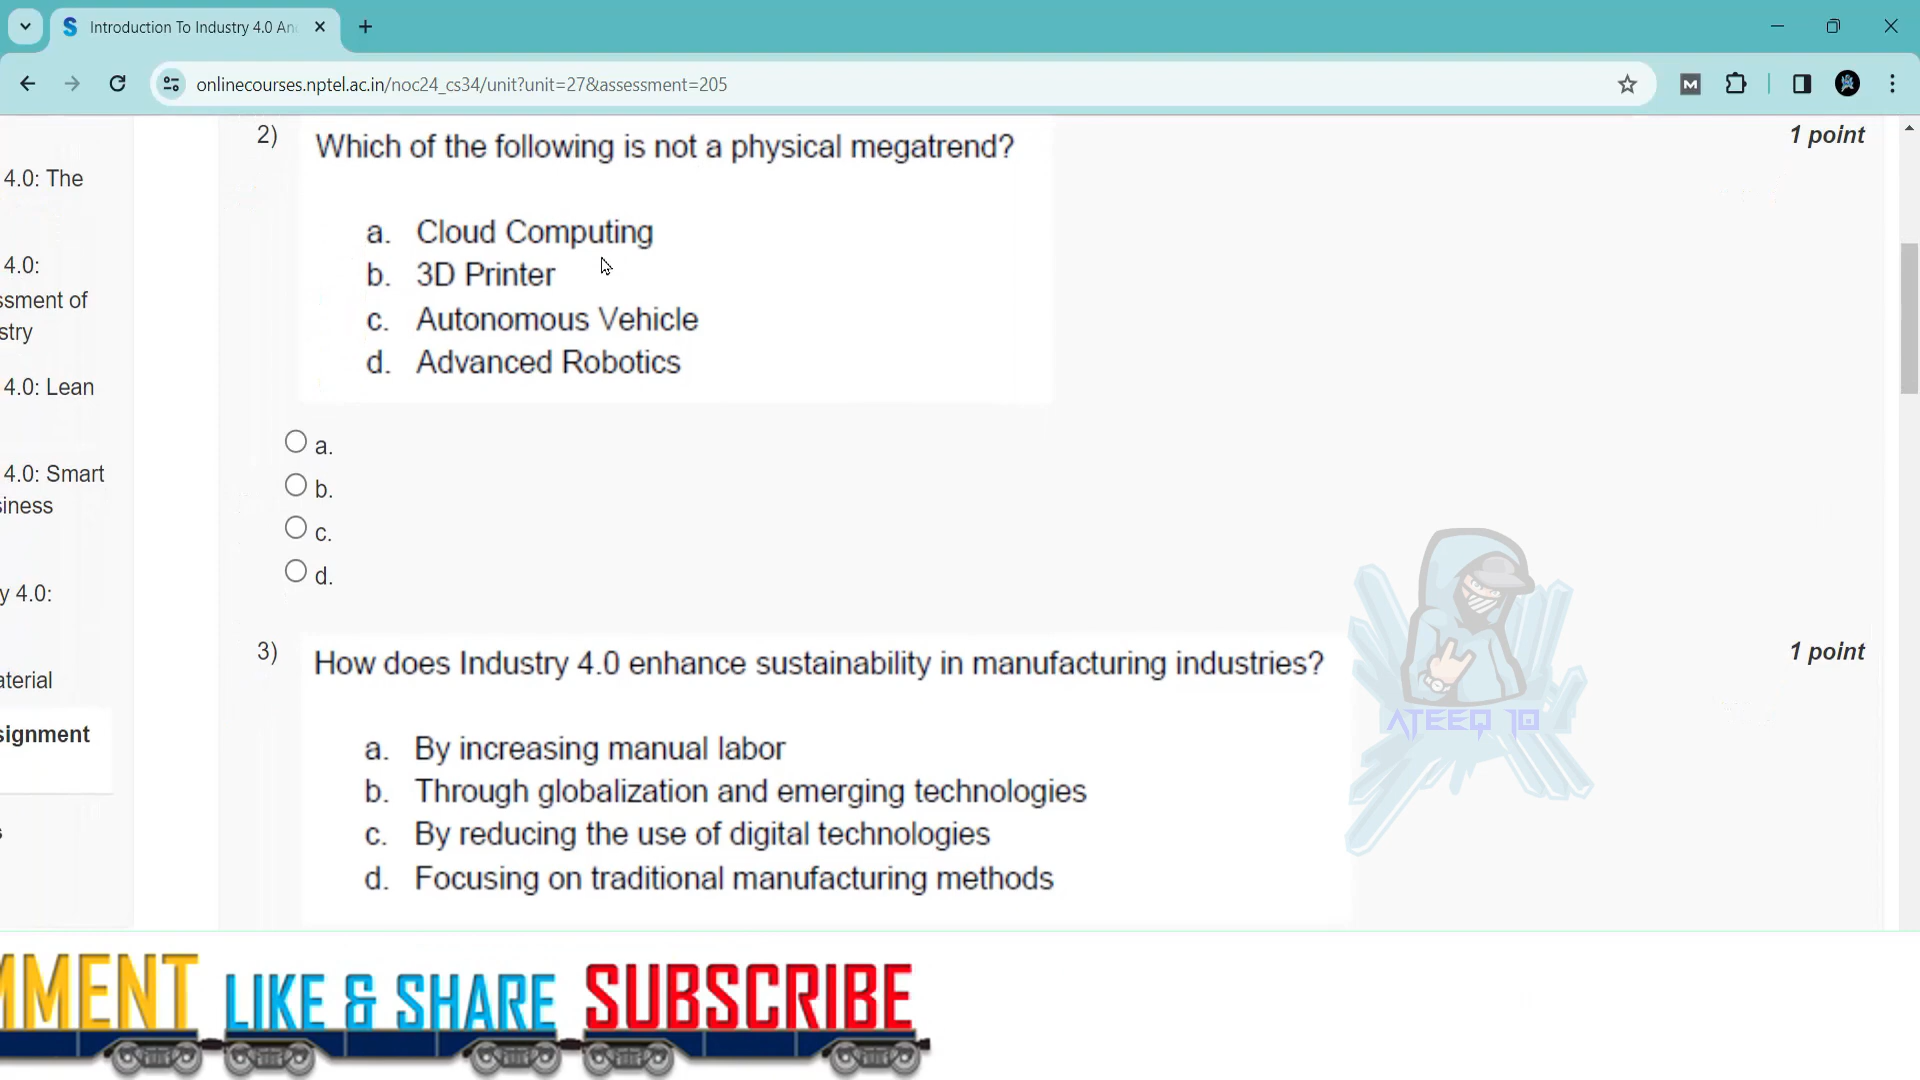 Introduction To Industry 4.0 An
onlinecourses.nptel.ac.in/noc24_cs34/unit?unit=27&assessment=205
2)
Which of the following is not a physical megatrend?
1 point
a. Cloud Computing
b. 3D Printer
c. Autonomous Vehicle
d. Advanced Robotics
a.
b.
c.
d.
3)
How does Industry 4.0 enhance sustainability in manufacturing industries?
1 point
a. By increasing manual labor
b. Through globalization and emerging technologies
c. By reducing the use of digital technologies
d. Focusing on traditional manufacturing methods
4.0: The
4.0:
ssment of
stry
4.0: Lean
4.0: Smart
siness
y 4.0:
aterial
signment
s
ATEEQ 10
MMENT LIKE & SHARE SUBSCRIBE